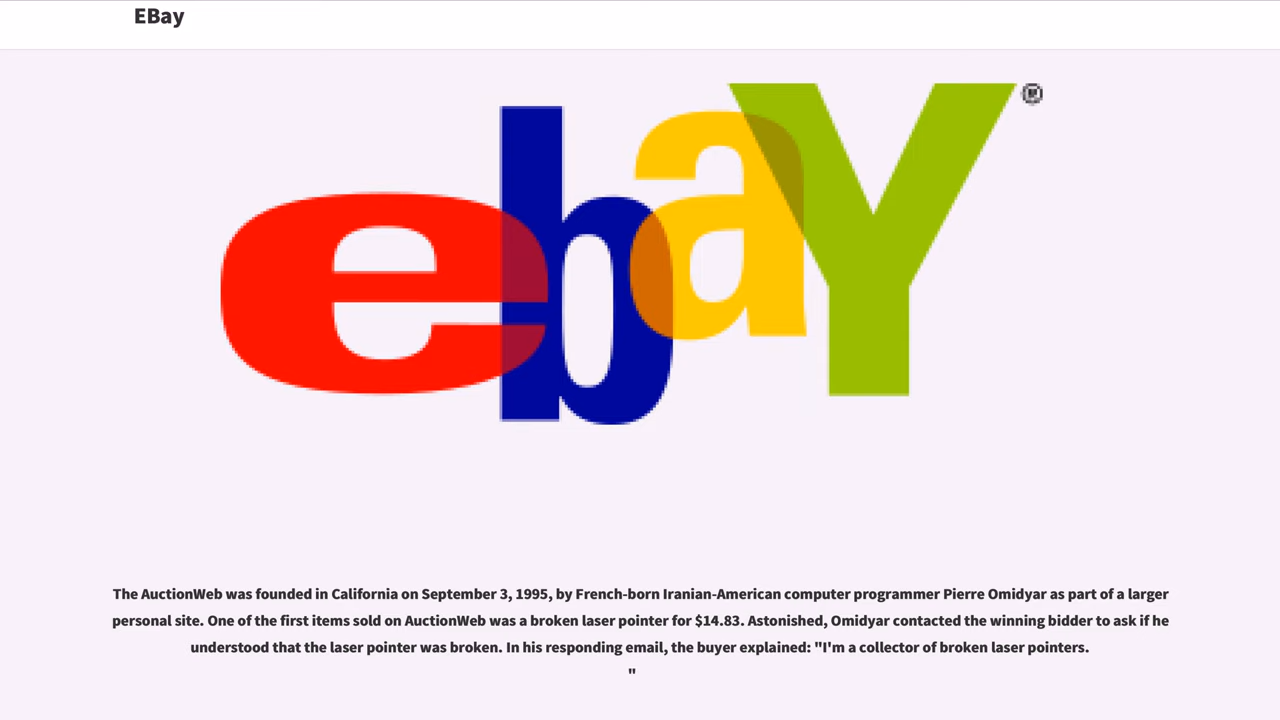 EBay
ebaY®
The AuctionWeb was founded in California on September 3, 1995, by French-born Iranian-American computer programmer Pierre Omidyar as part of a larger
personal site. One of the first items sold on AuctionWeb was a broken laser pointer for $14.83. Astonished, Omidyar contacted the winning bidder to ask if he
understood that the laser pointer was broken. In his responding email, the buyer explained: "I'm a collector of broken laser pointers.
"